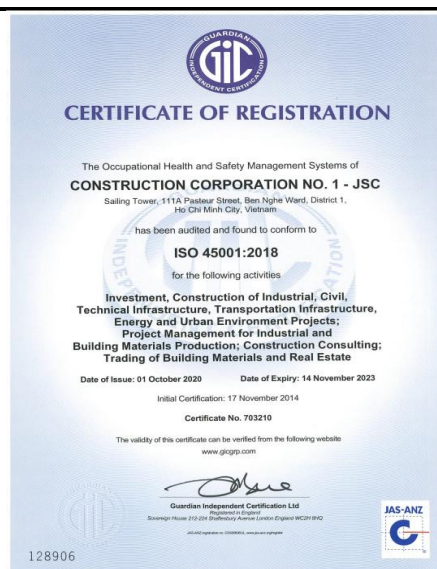 GUARDIAN
GIC
INDEPENDENT CERTIFICATION
CERTIFICATE OF REGISTRATION
The Occupational Health and Safety Management Systems of
CONSTRUCTION CORPORATION NO. 1 - JSC
Sailing Tower, 111A Pasteur Street, Ben Nghe Ward, District 1,
Ho Chi Minh City, Vietnam
has been audited and found to conform to
ISO 45001:2018
for the following activities
Investment, Construction of Industrial, Civil,
Technical Infrastructure, Transportation Infrastructure,
Energy and Urban Environment Projects;
Project Management for Industrial and
Building Materials Production; Construction Consulting;
Trading of Building Materials and Real Estate
Date of Issue: 01 October 2020 Date of Expiry: 14 November 2023
Initial Certification: 17 November 2014
Certificate No. 703210
The validity of this certificate can be verified from the following website
www.gicgrp.com
Guardian Independent Certification Ltd
Registered in England
Sovereign House 212-224 Shaftesbury Avenue London England WC2H 8HQ
JAS-ANZ
128906